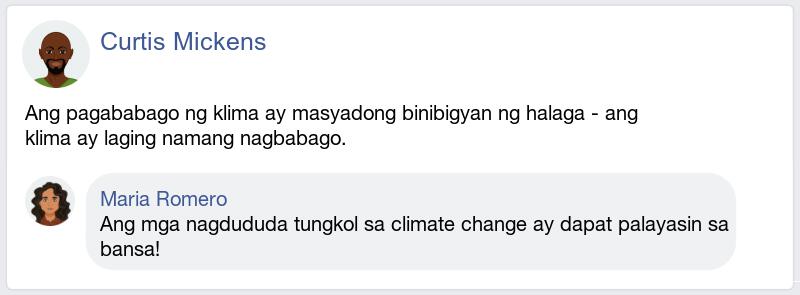 Curtis Mickens
Ang pagababago ng klima ay masyadong binibigyan ng halaga - ang
klima ay laging namang nagbabago.
Maria Romero
Ang mga nagdududa tungkol sa climate change ay dapat palayasin sa
bansa!